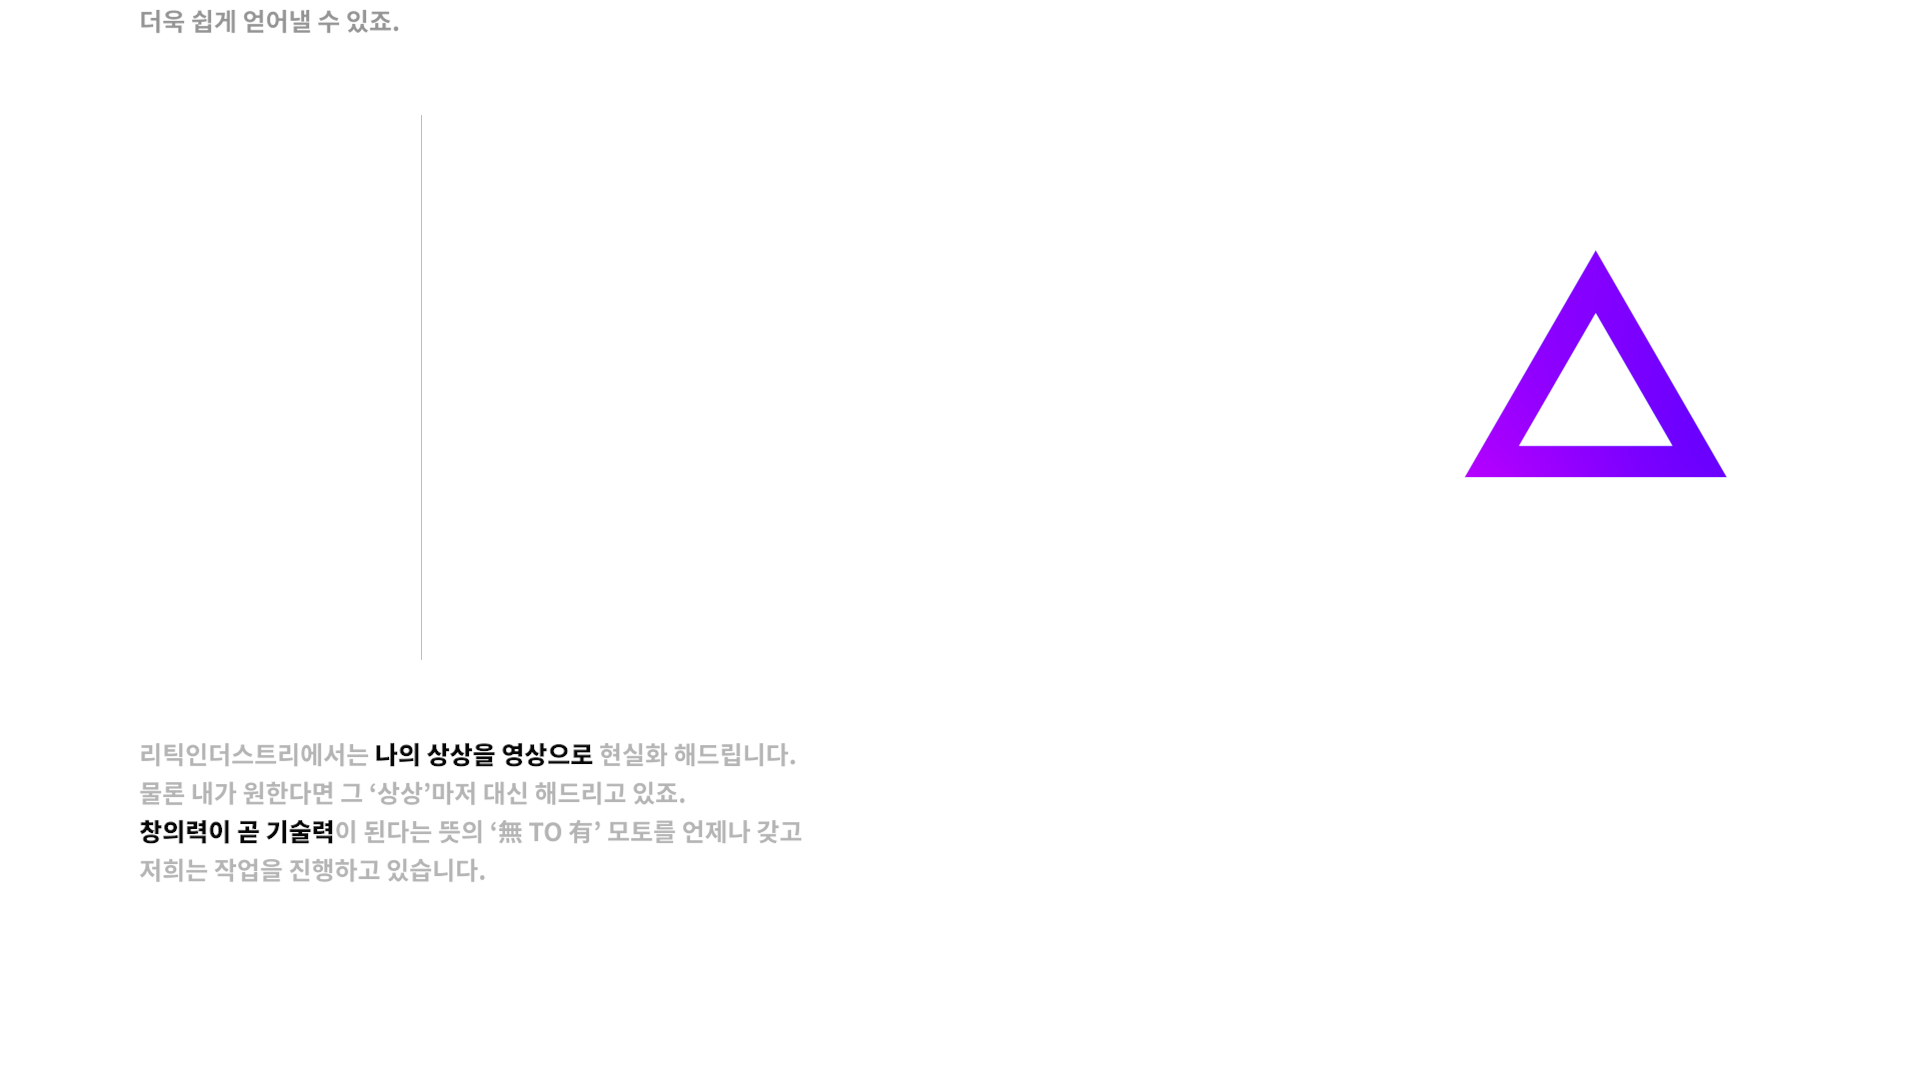 더욱 쉽게 얻어낼 수 있죠.
리틱인더스트리에서는 나의 상상을 영상으로 현실화 해드립니다.
물론 내가 원한다면 그 ‘상상’마저 대신 해드리고 있죠.
창의력이 곧 기술력이 된다는 뜻의 ‘無 TO 有’ 모토를 언제나 갖고
저희는 작업을 진행하고 있습니다.